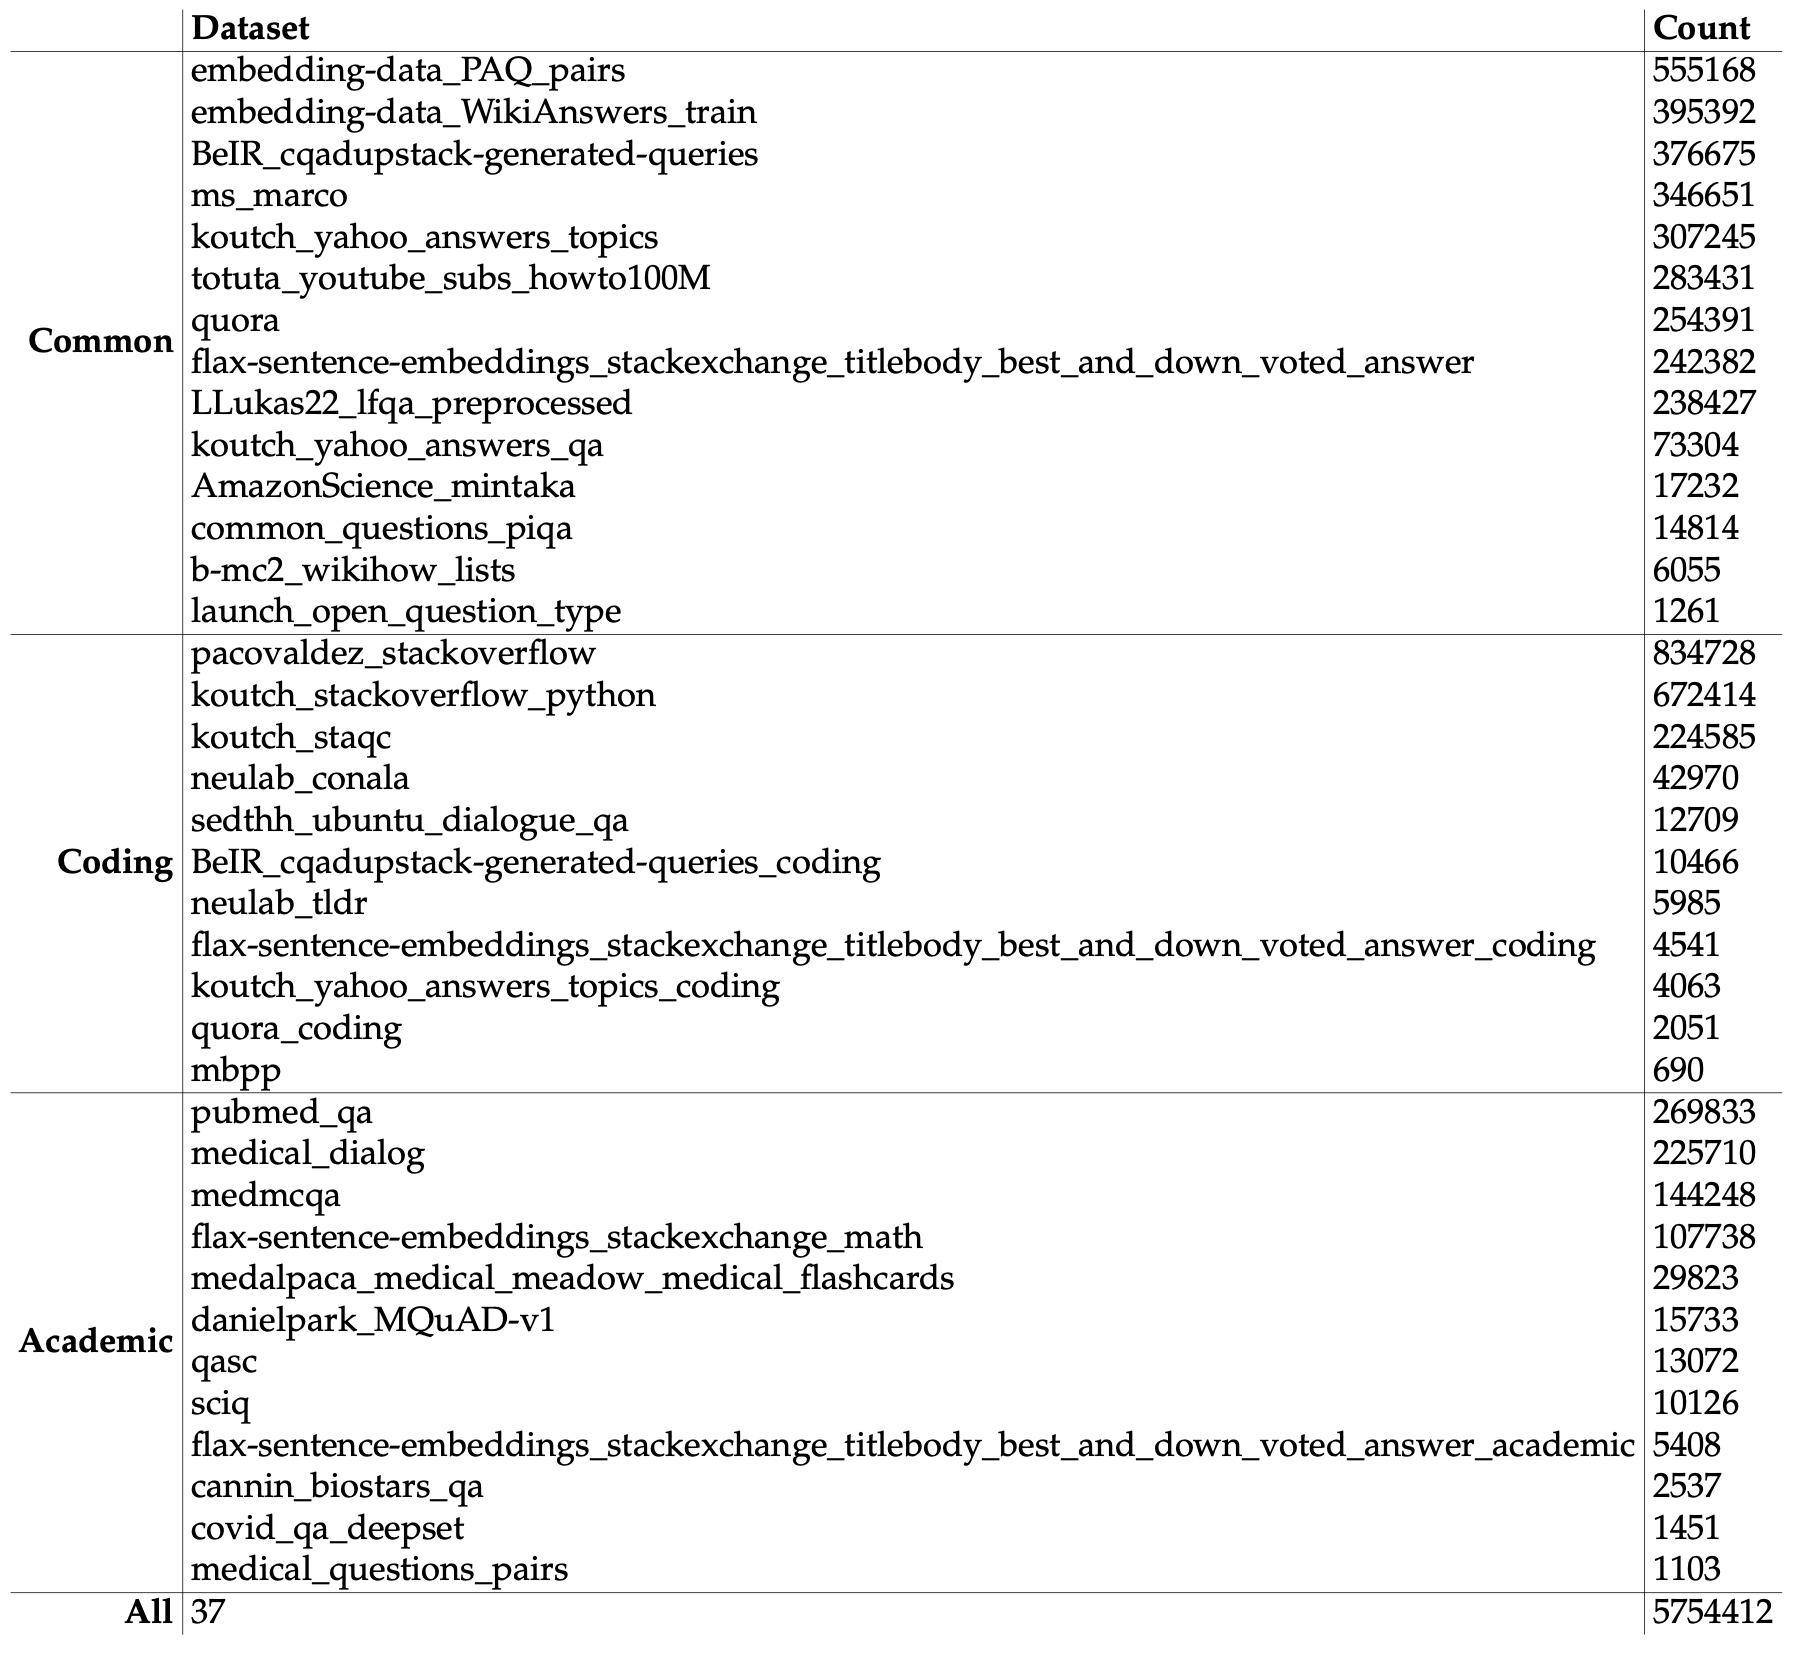 Dataset Count
embedding-data_PAQ_pairs 555168
embedding-data_WikiAnswers_train 395392
BeIR_cqadupstack-generated-queries 376675
ms_marco 346651
koutch_yahoo_answers_topics 307245
totuta_youtube_subs_howto100M 283431
quora 254391
Common
flax-sentence-embeddings_stackexchange_titlebody_best_and_down_voted_answer 242382
LLukas22_lfqa_preprocessed 238427
koutch_yahoo_answers_qa 73304
AmazonScience_mintaka 17232
common_questions_piqa 14814
b-mc2_wikihow_lists 6055
launch_open_question_type 1261
pacovaldez_stackoverflow 834728
koutch_stackoverflow_python 672414
koutch_staqc 224585
neulab_conala 42970
sedthh_ubuntu_dialogue_qa 12709
Coding BeIR_cqadupstack-generated-queries_coding 10466
neulab_tldr 5985
flax-sentence-embeddings_stackexchange_titlebody_best_and_down_voted_answer_coding 4541
koutch_yahoo_answers_topics_coding 4063
quora_coding 2051
mbpp 690
pubmed_qa 269833
medical_dialog 225710
medmcqa 144248
flax-sentence-embeddings_stackexchange_math 107738
medalpaca_medical_meadow_medical_flashcards 29823
danielpark_MQuAD-v1 15733
Academic
qasc 13072
sciq 10126
flax-sentence-embeddings_stackexchange_titlebody_best_and_down_voted_answer_academic 5408
cannin_biostars_qa 2537
covid_qa_deepset 1451
medical_questions_pairs 1103
All 37 5754412